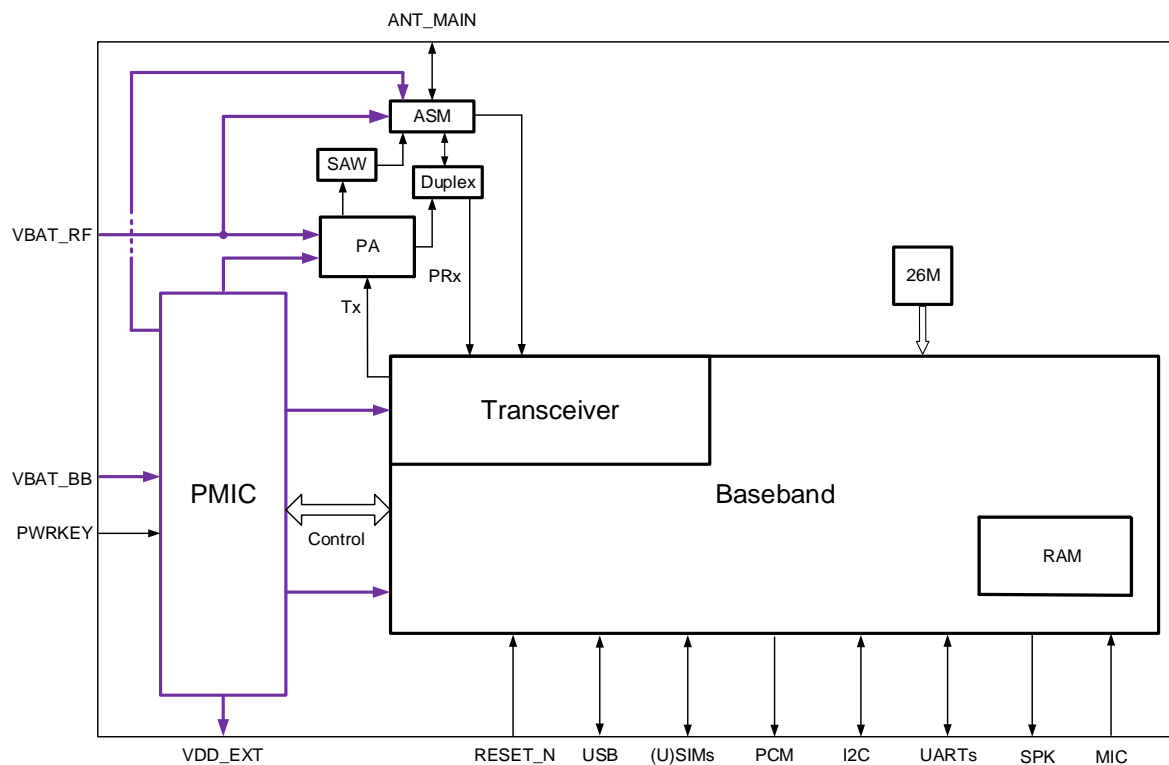 ANT_MAIN
ASM
SAW
Duplex
VBAT_RF
PA
PRx
26M
Tx
Transceiver
VBAT_BB
PMIC
Baseband
PWRKEY
Control
RAM
VDD_EXT
RESET_N
USB
(U)SIMs
PCM
I2C
UARTs
SPK
MIC